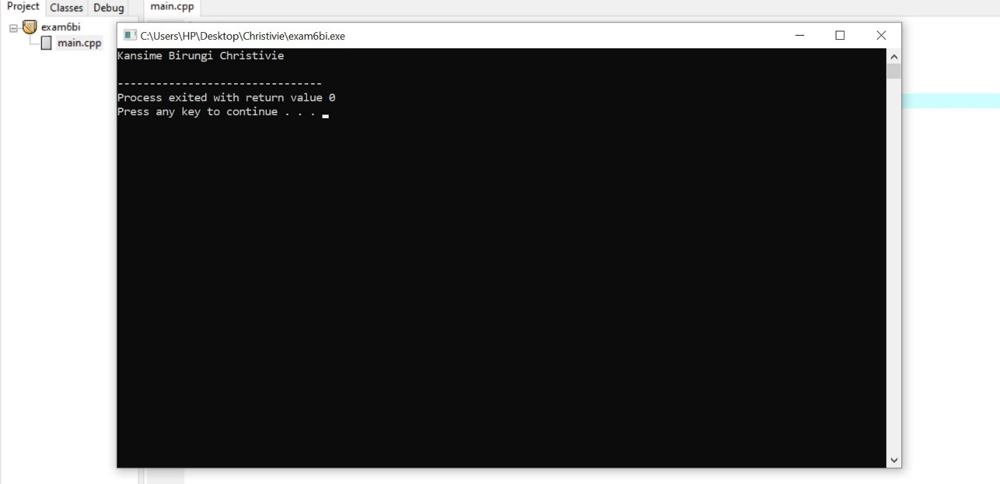 Project Classes Debug main.cpp
exam6bi
main.cpp
C:\Users\HP\Desktop\Christivie\exam6bi.exe
Kansime Birungi Christivie
--------------------------------
Process exited with return value 0
Press any key to continue . . .